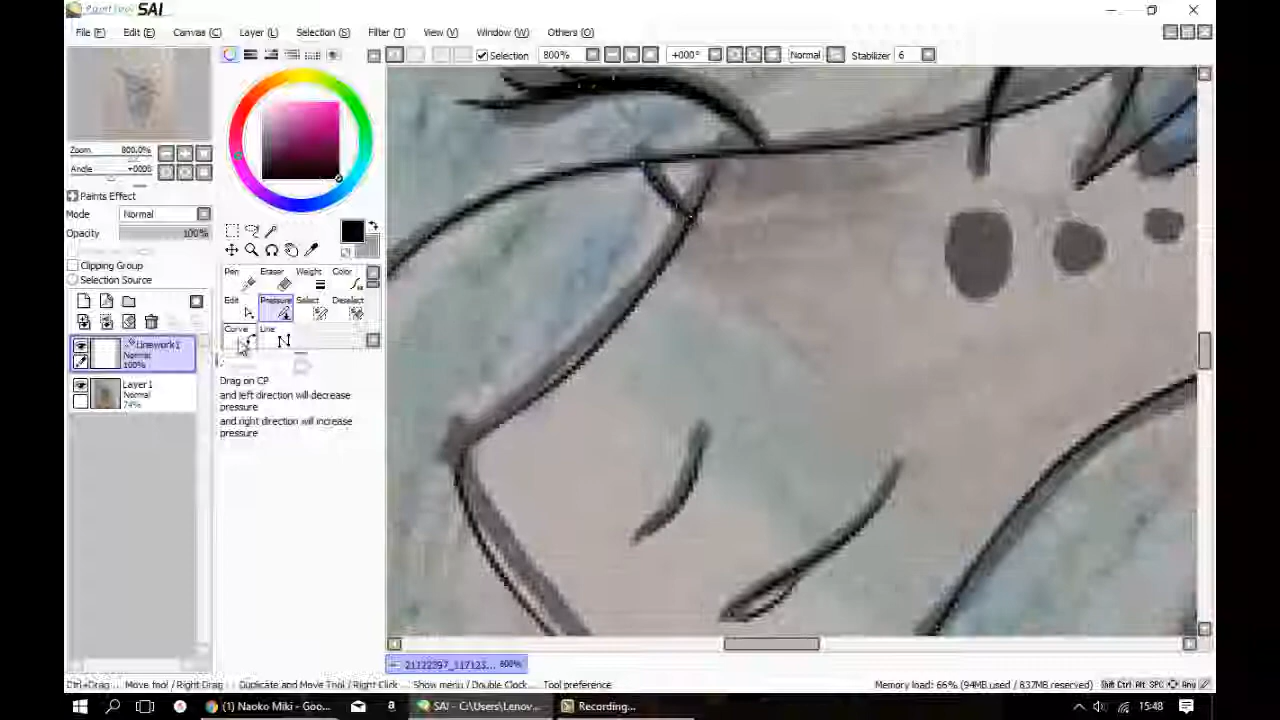 PaintTool SAI
File (F) Edit (E) Canvas (C) Layer (L) Selection (S) Filter (T) View (V) Window (W) Others (O)
Selection 800% +000° Normal Stabilizer 6
Zoom 800.0%
Angle +000°
Paints Effect
Mode Normal
Opacity 100%
Clipping Group
Selection Source
Linework1
Normal
100%
Layer 1
Normal
74%
Pen Eraser Weight Color
Edit Pressure Select Deselect
Curve Line
Drag on CP
and left direction will decrease
pressure
and right direction will increase
pressure
21122397_117123... 800%
Ctrl+Drag... Move tool / Right Drag... Duplicate and Move Tool / Right Click... Show menu / Double Clock... Tool preference
Memory load: 66% (94MB used / 837MB reserved) Shift Ctrl Alt SPC Any
(1) Naoko Miki - Goo... a SAI - C:\Users\Lenov... Recording... 15:48